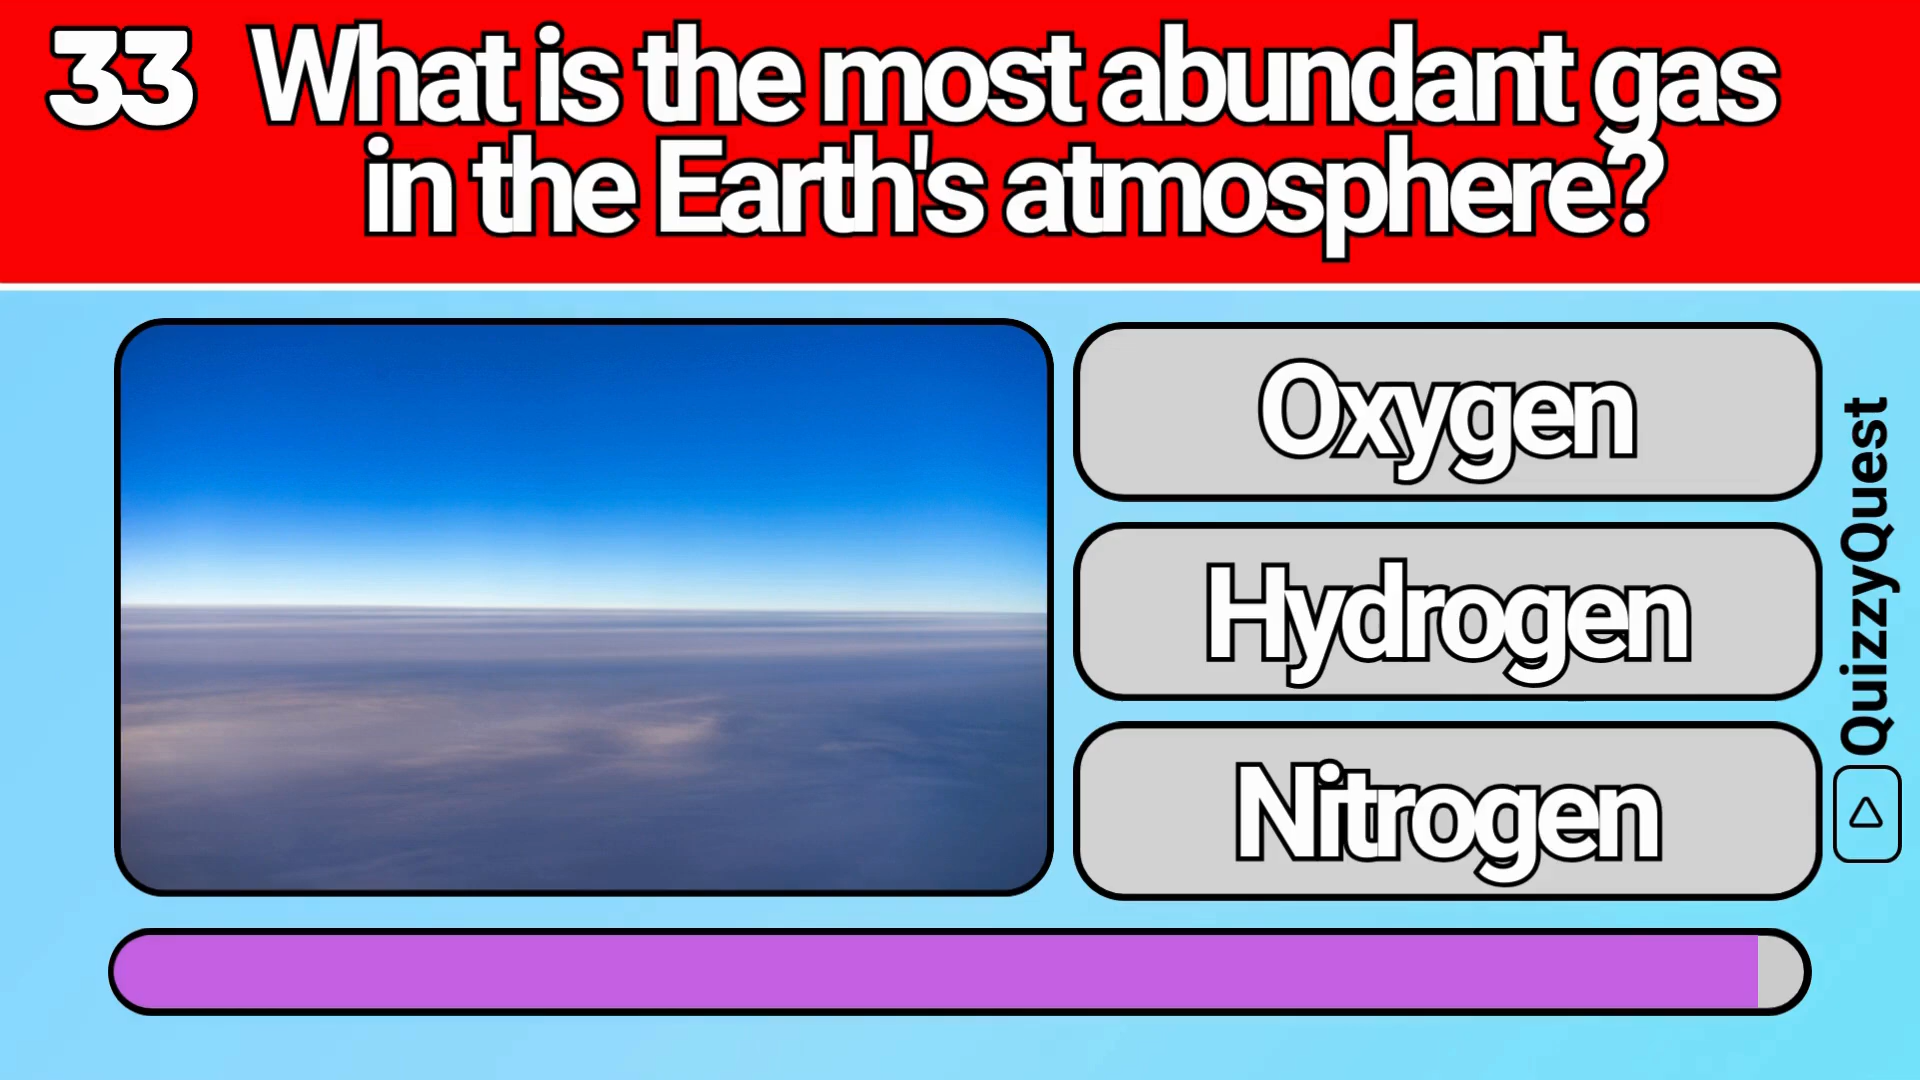 33 What is the most abundant gas
in the Earth's atmosphere?
Oxygen
Hydrogen
Nitrogen
QuizzyQuest